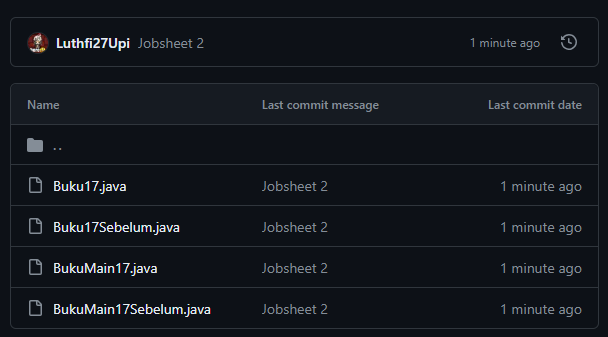 Luthfi27Upi Jobsheet 2 1 minute ago
Name Last commit message Last commit date
..
Buku17.java Jobsheet 2 1 minute ago
Buku17Sebelum.java Jobsheet 2 1 minute ago
BukuMain17.java Jobsheet 2 1 minute ago
BukuMain17Sebelum.java Jobsheet 2 1 minute ago